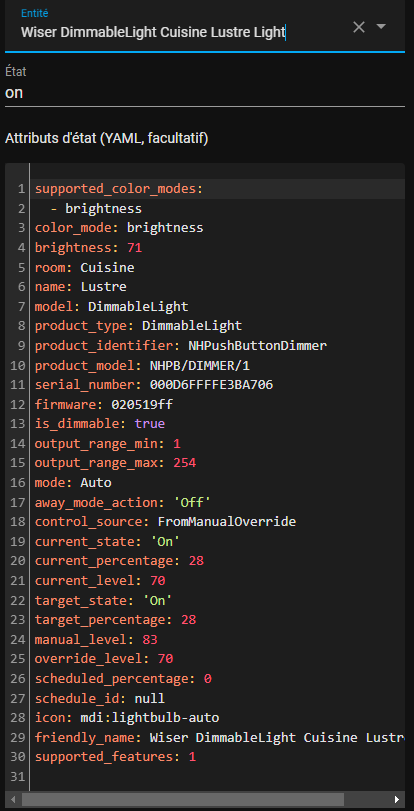 Entité
Wiser DimmableLight Cuisine Lustre Light
État
on
Attributs d'état (YAML, facultatif)
1 supported_color_modes:
2   - brightness
3 color_mode: brightness
4 brightness: 71
5 room: Cuisine
6 name: Lustre
7 model: DimmableLight
8 product_type: DimmableLight
9 product_identifier: NHPushButtonDimmer
10 product_model: NHPB/DIMMER/1
11 serial_number: 000D6FFFFE3BA706
12 firmware: 020519ff
13 is_dimmable: true
14 output_range_min: 1
15 output_range_max: 254
16 mode: Auto
17 away_mode_action: 'Off'
18 control_source: FromManualOverride
19 current_state: 'On'
20 current_percentage: 28
21 current_level: 70
22 target_state: 'On'
23 target_percentage: 28
24 manual_level: 83
25 override_level: 70
26 scheduled_percentage: 0
27 schedule_id: null
28 icon: mdi:lightbulb-auto
29 friendly_name: Wiser DimmableLight Cuisine Lustr
30 supported_features: 1
31